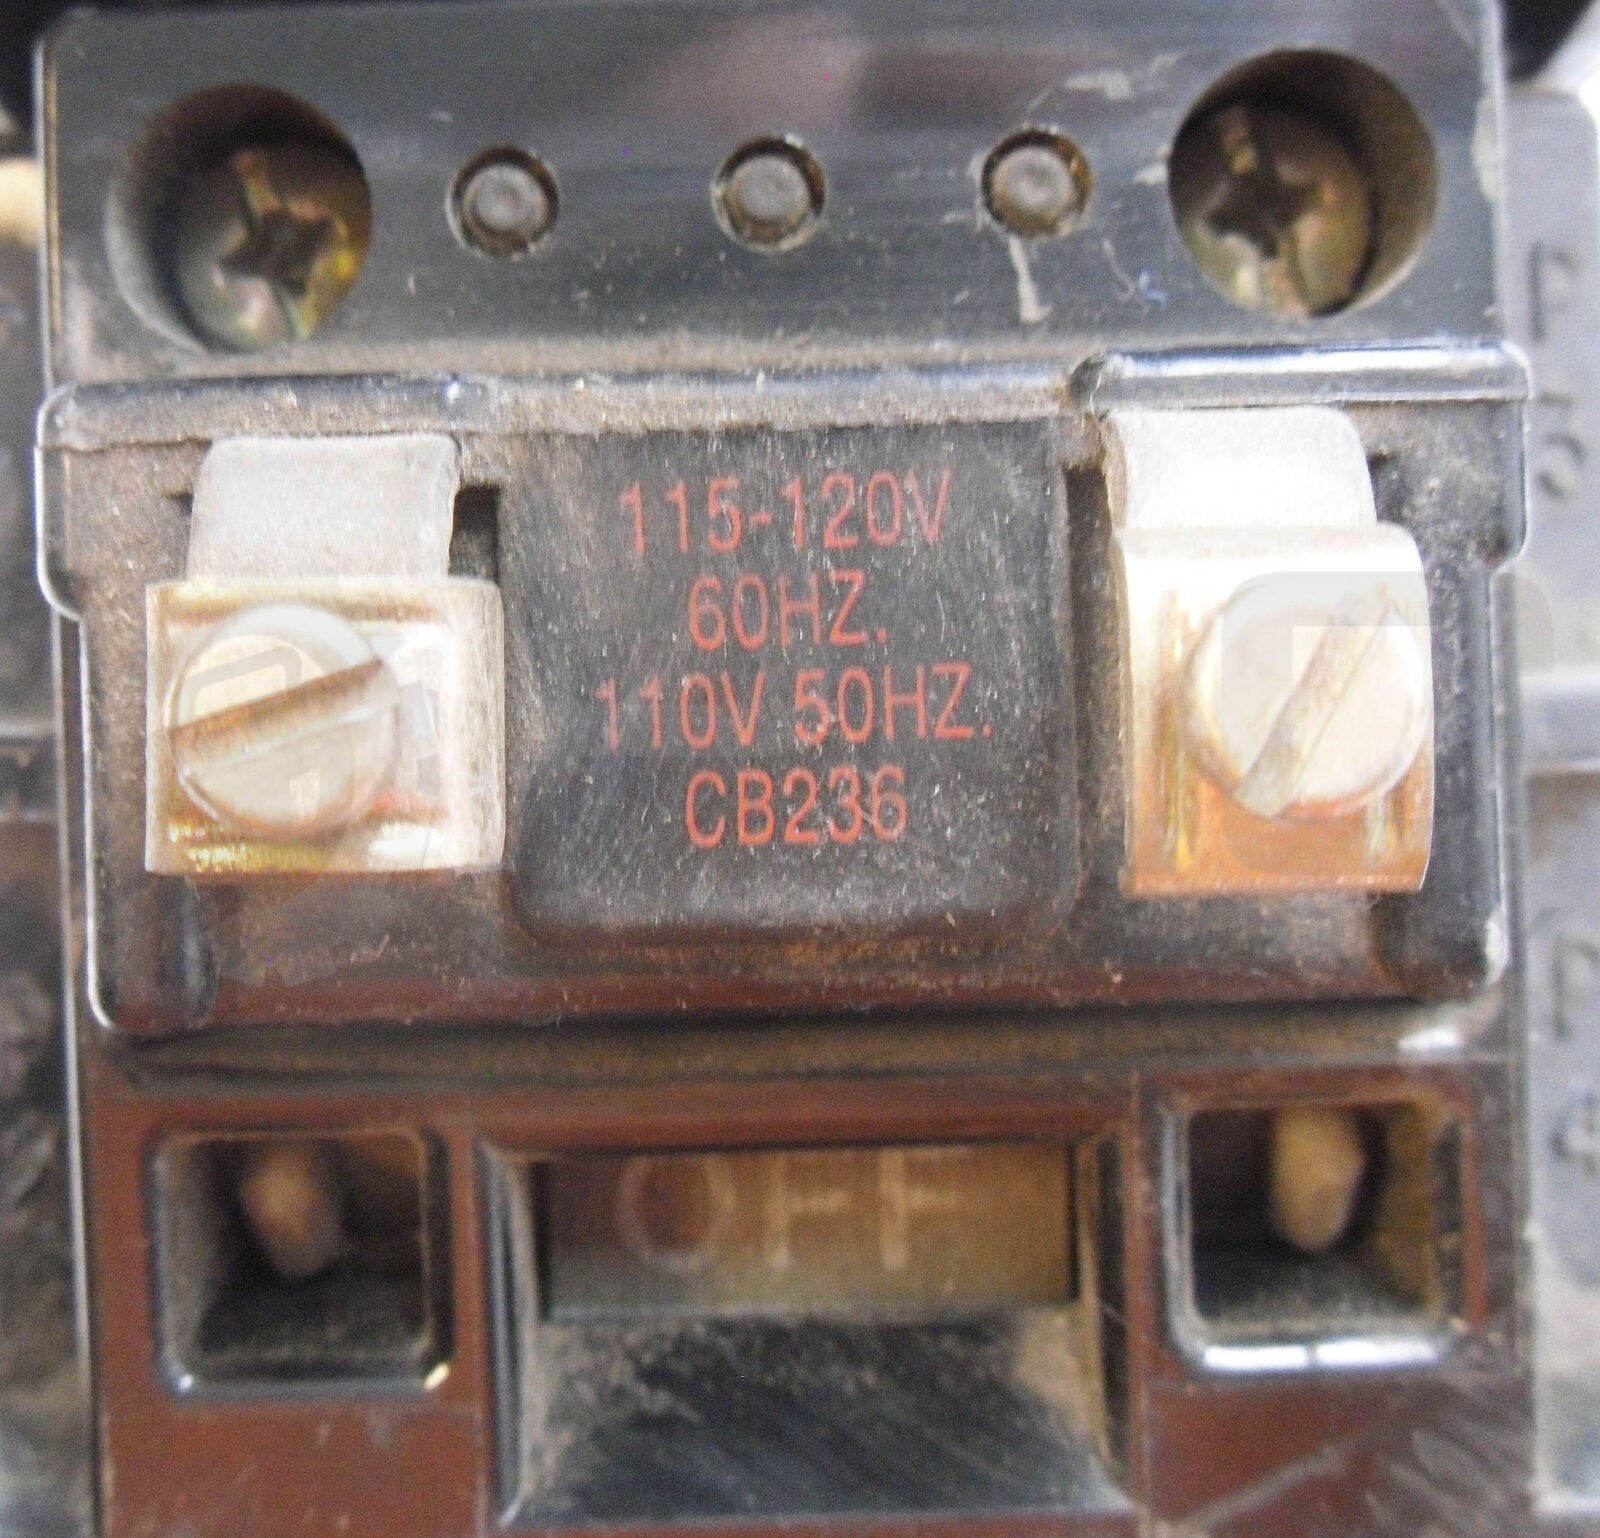 115-120V
60HZ.
110V 50HZ.
CB236
OFF